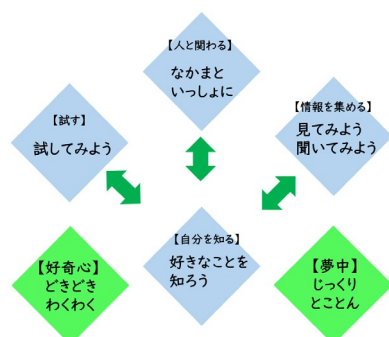 【人と関わる】
なかまと
いっしょに
【試す】
試してみよう
【情報を集める】
見てみよう
聞いてみよう
【自分を知る】
好きなことを
知ろう
【好奇心】
どきどき
わくわく
【夢中】
じっくり
とことん